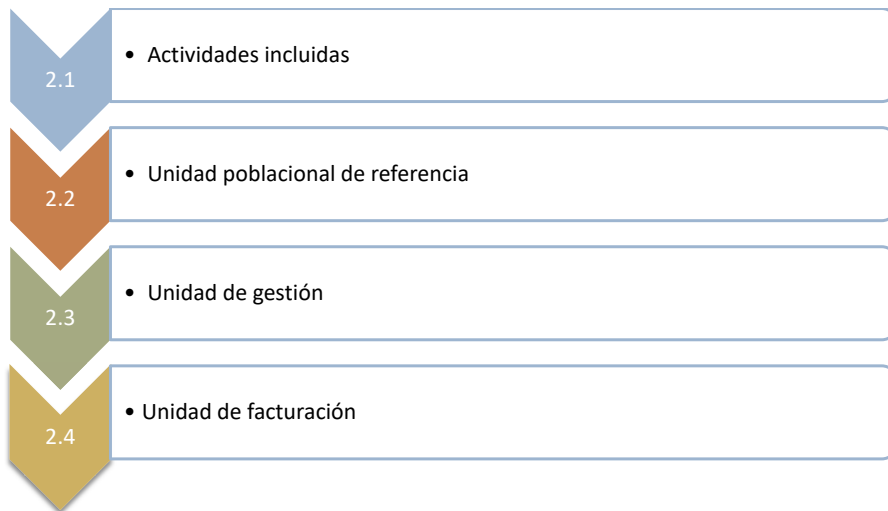 2.1
• Actividades incluidas
2.2
• Unidad poblacional de referencia
2.3
• Unidad de gestión
2.4
• Unidad de facturación